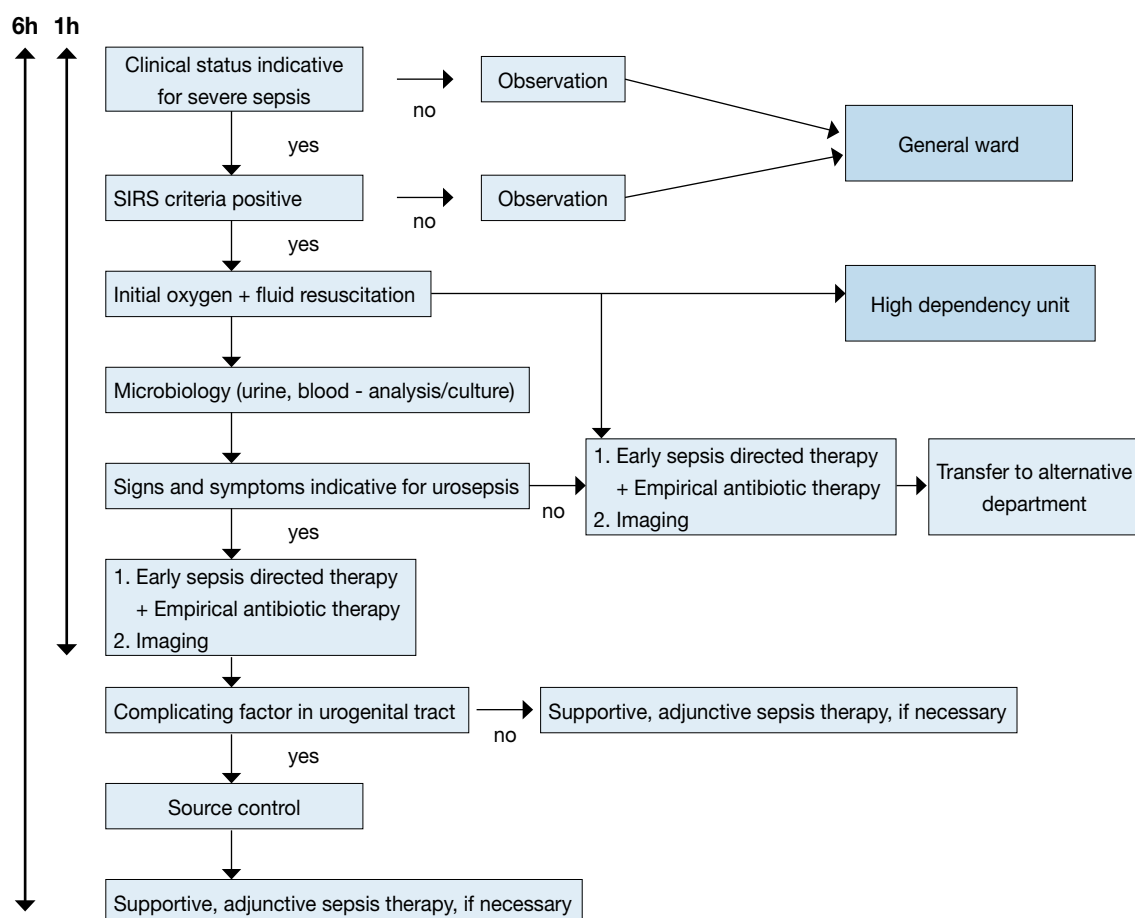 6h 1h
Clinical status indicative
for severe sepsis
no
Observation
General ward
yes
SIRS criteria positive
no
Observation
yes
Initial oxygen + fluid resuscitation
High dependency unit
Microbiology (urine, blood - analysis/culture)
Signs and symptoms indicative for urosepsis
no
1. Early sepsis directed therapy
+ Empirical antibiotic therapy
2. Imaging
Transfer to alternative
department
yes
1. Early sepsis directed therapy
+ Empirical antibiotic therapy
2. Imaging
Complicating factor in urogenital tract
no
Supportive, adjunctive sepsis therapy, if necessary
yes
Source control
Supportive, adjunctive sepsis therapy, if necessary